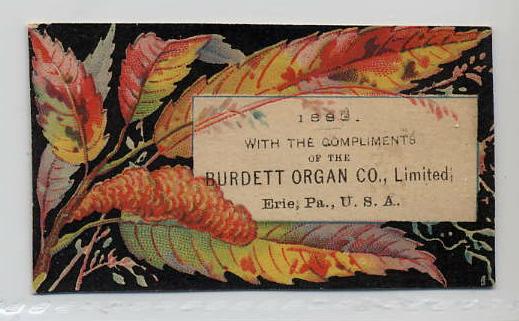 1883.
WITH THE COMPLIMENTS
OF THE
BURDETT ORGAN CO., Limited,
Erie, Pa., U. S. A.